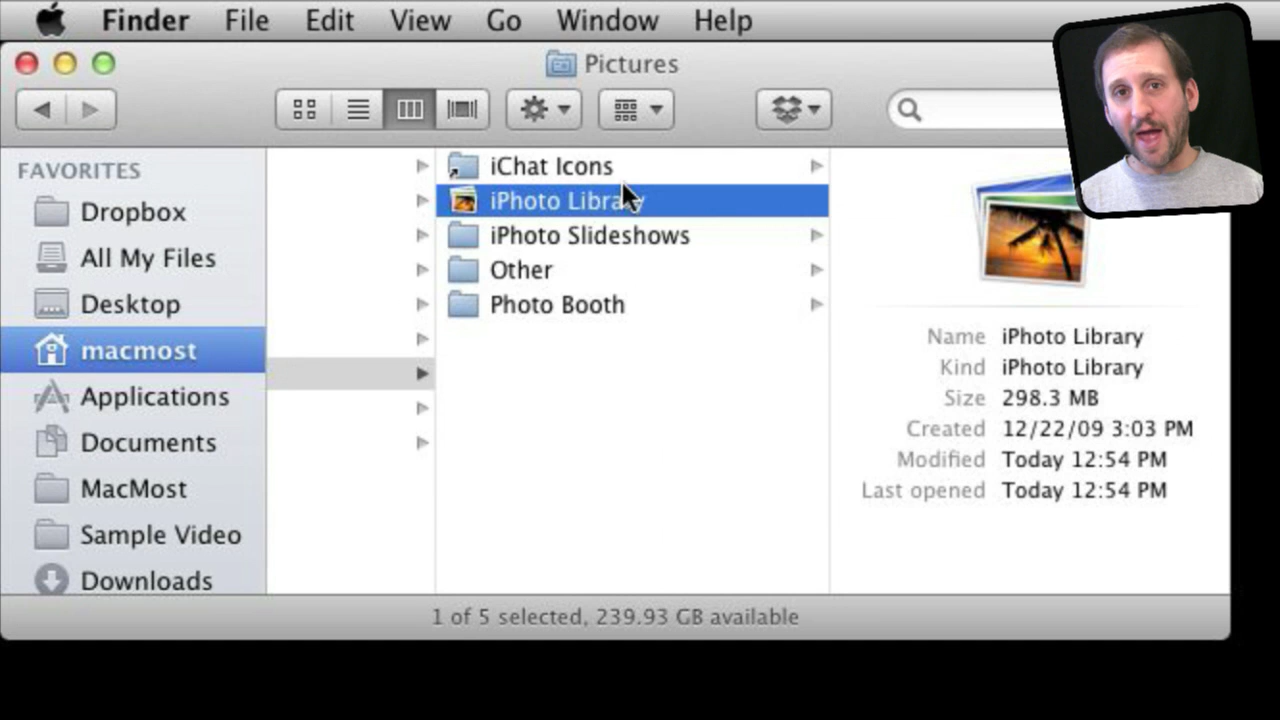 Finder File Edit View Go Window Help
Pictures
FAVORITES
Dropbox
All My Files
Desktop
macmost
Applications
Documents
MacMost
Sample Video
Downloads
iChat Icons
iPhoto Library
iPhoto Slideshows
Other
Photo Booth
Name iPhoto Library
Kind iPhoto Library
Size 298.3 MB
Created 12/22/09 3:03 PM
Modified Today 12:54 PM
Last opened Today 12:54 PM
1 of 5 selected, 239.93 GB available